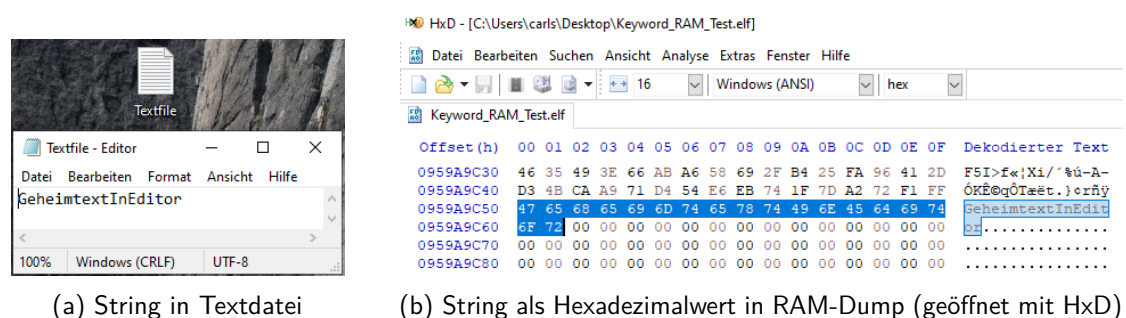 Textfile
Textfile - Editor
Datei Bearbeiten Format Ansicht Hilfe
GeheimtextInEditor
100% Windows (CRLF) UTF-8
(a) String in Textdatei
HxD - [C:\Users\carls\Desktop\Keyword_RAM_Test.elf]
Datei Bearbeiten Suchen Ansicht Analyse Extras Fenster Hilfe
16 Windows (ANSI) hex
Keyword_RAM_Test.elf
Offset(h) 00 01 02 03 04 05 06 07 08 09 0A 0B 0C 0D 0E 0F Dekodierter Text
0959A9C30 46 35 49 3E 66 AB A6 58 69 2F B4 25 FA 96 41 2D F5I>f«¦Xi/´%ú–A-
0959A9C40 D3 4B CA A9 71 D4 54 E6 EB 74 1F 7D A2 72 F1 FF ÓKÊ©qÔTæët.}¢rñÿ
0959A9C50 47 65 68 65 69 6D 74 65 78 74 49 6E 45 64 69 74 GeheimtextInEdit
0959A9C60 6F 72 00 00 00 00 00 00 00 00 00 00 00 00 00 00 or..............
0959A9C70 00 00 00 00 00 00 00 00 00 00 00 00 00 00 00 00 ................
0959A9C80 00 00 00 00 00 00 00 00 00 00 00 00 00 00 00 00 ................
(b) String als Hexadezimalwert in RAM-Dump (geöffnet mit HxD)